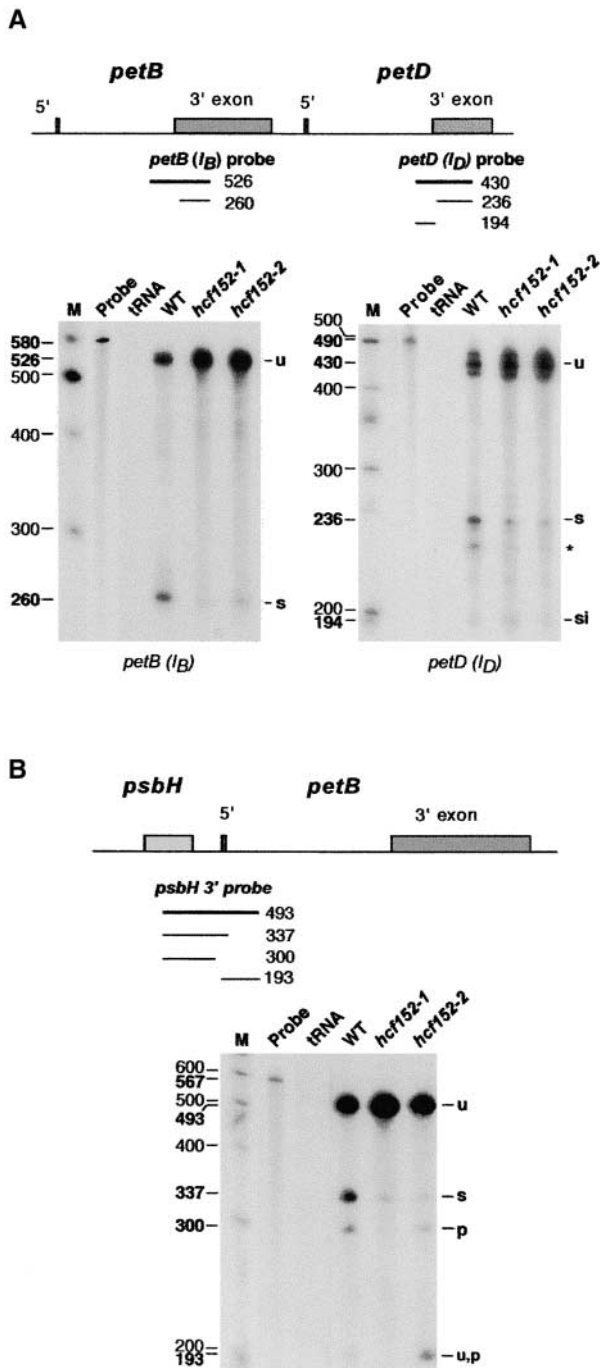 A
petB petD
5' 3' exon 5' 3' exon
petB (IB) probe petD (ID) probe
526 430
260 236
194
M Probe tRNA WT hcf152-1 hcf152-2
580
526
500
400
300
260
u
s
petB (IB)
M Probe tRNA WT hcf152-1 hcf152-2
500
490
430
400
300
236
200
194
u
s
*
si
petD (ID)
B
psbH petB
5' 3' exon
psbH 3' probe
493
337
300
193
M Probe tRNA WT hcf152-1 hcf152-2
600
567
500
493
400
337
300
200
193
u
s
p
u,p